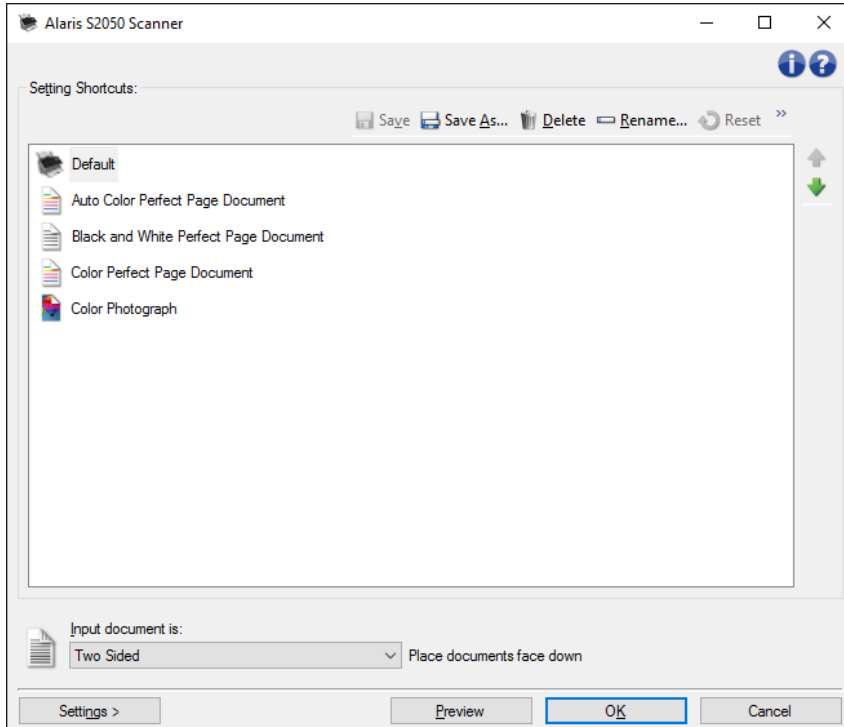 Alaris S2050 Scanner
Setting Shortcuts:
Save Save As... Delete Rename... Reset »
Default
Auto Color Perfect Page Document
Black and White Perfect Page Document
Color Perfect Page Document
Color Photograph
Input document is:
Two Sided Place documents face down
Settings > Preview OK Cancel